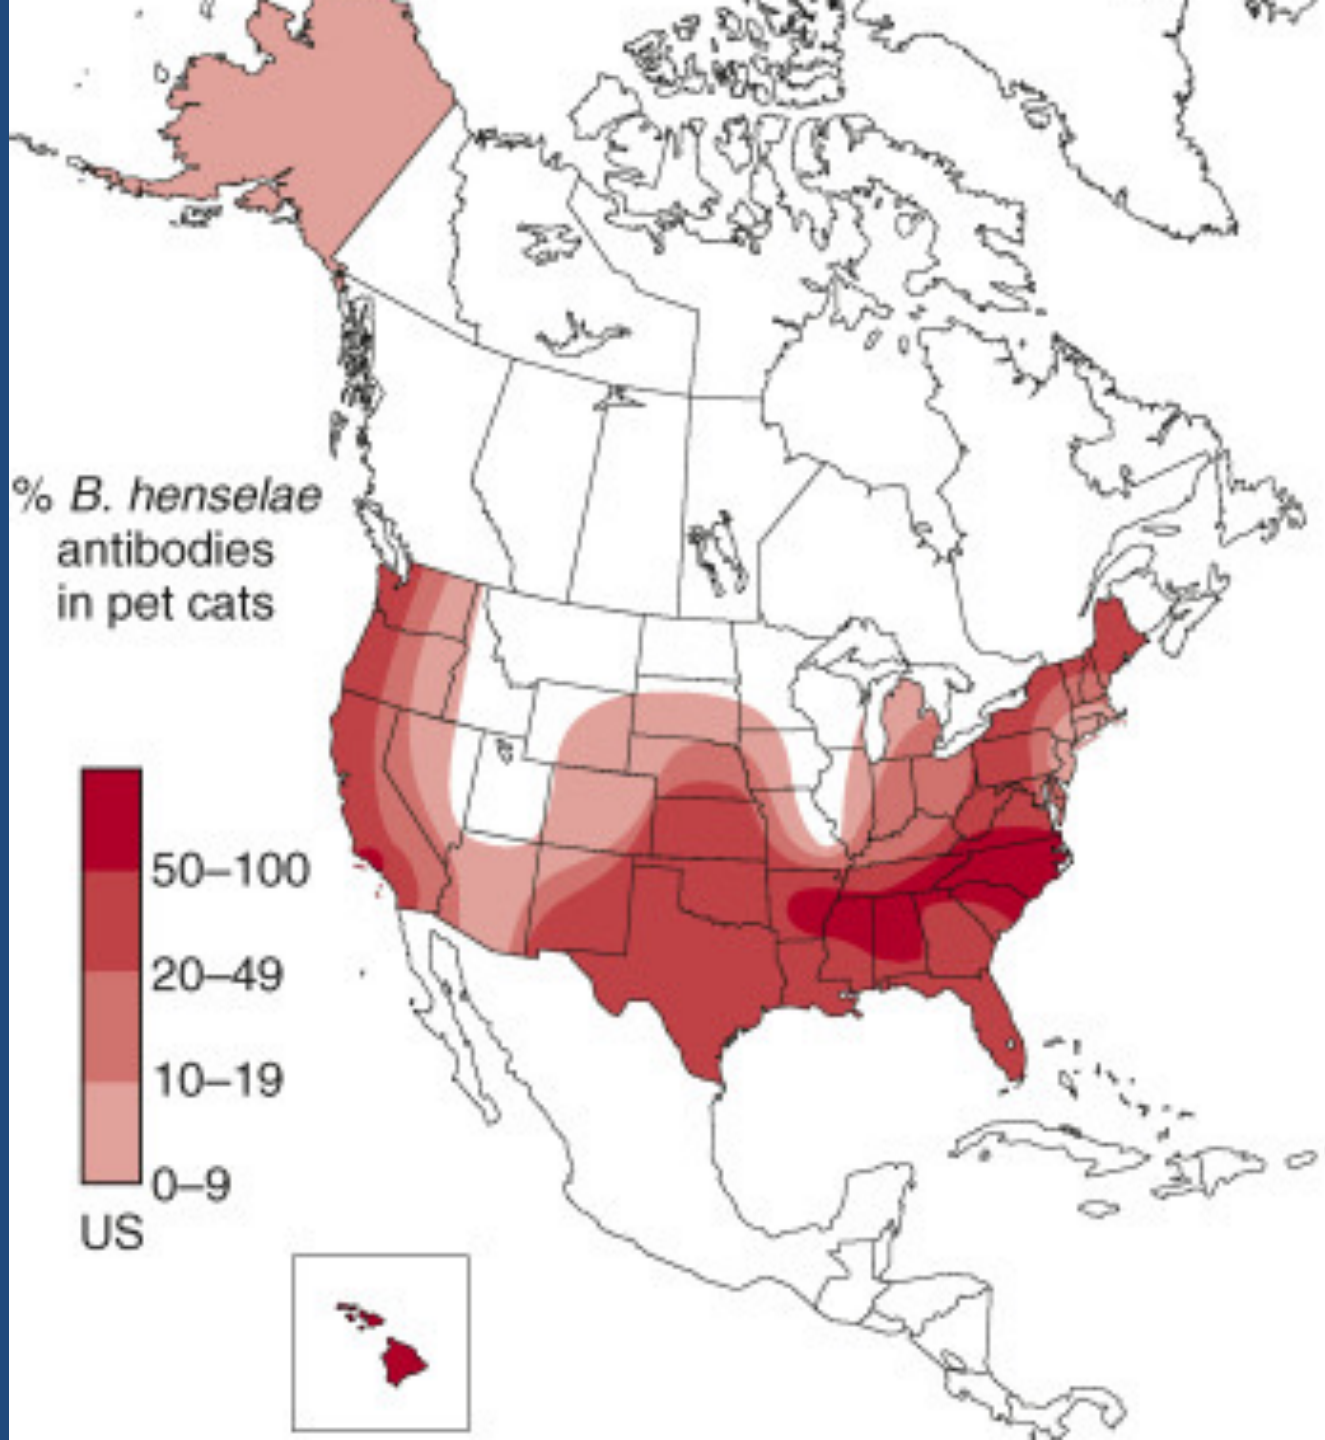 % B. henselae
antibodies
in pet cats
50–100
20–49
10–19
0–9
US